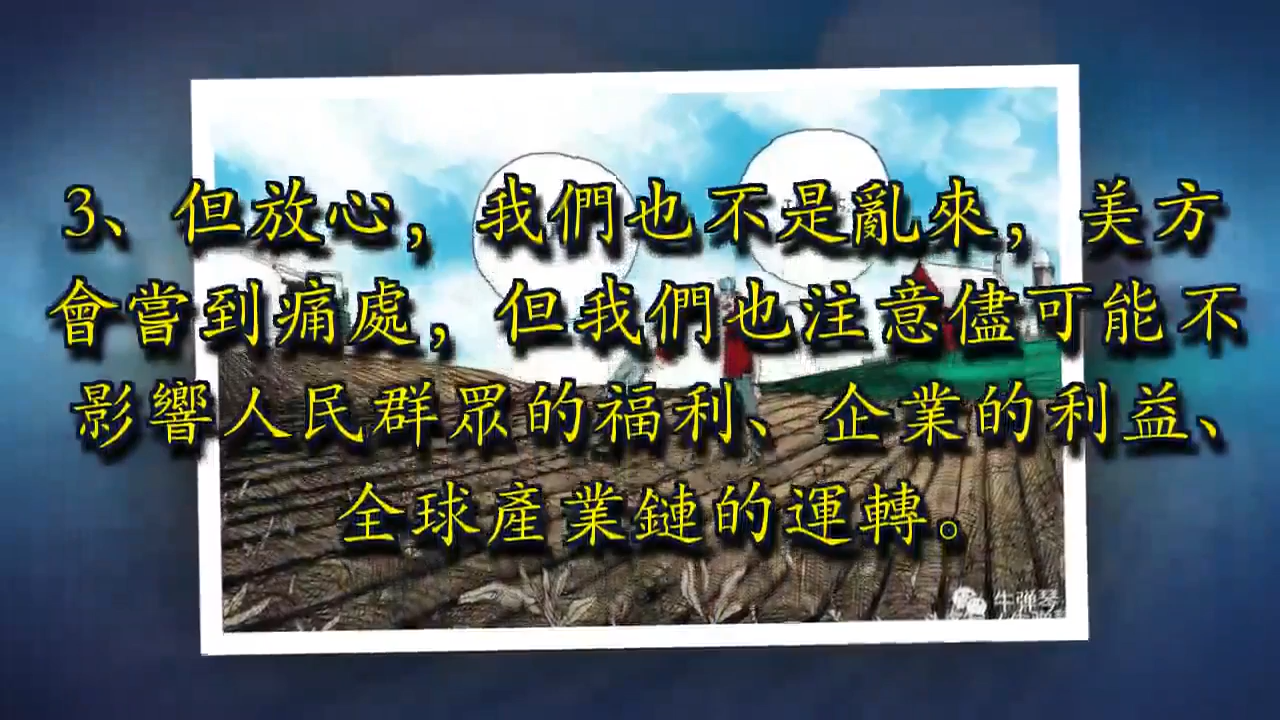 3、但放心，我們也不是亂來，美方
會嘗到痛處，但我們也注意儘可能不
影響人民群眾的福利、企業的利益、
全球產業鏈的運轉。
牛弹琴